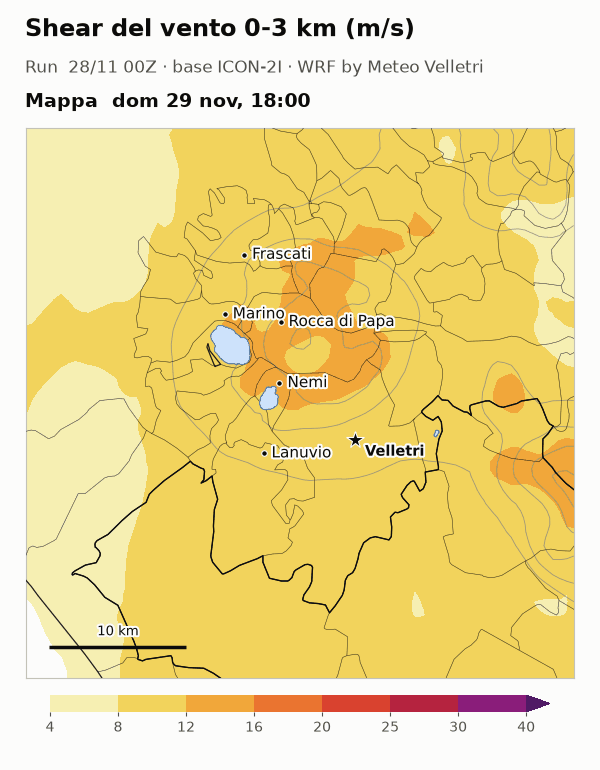 Shear del vento 0-3 km (m/s)
Run  28/11 00Z · base ICON-2I · WRF by Meteo Velletri
Mappa  dom 29 nov, 18:00
Frascati
Marino
Rocca di Papa
Nemi
Velletri
Lanuvio
10 km
4 8 12 16 20 25 30 40